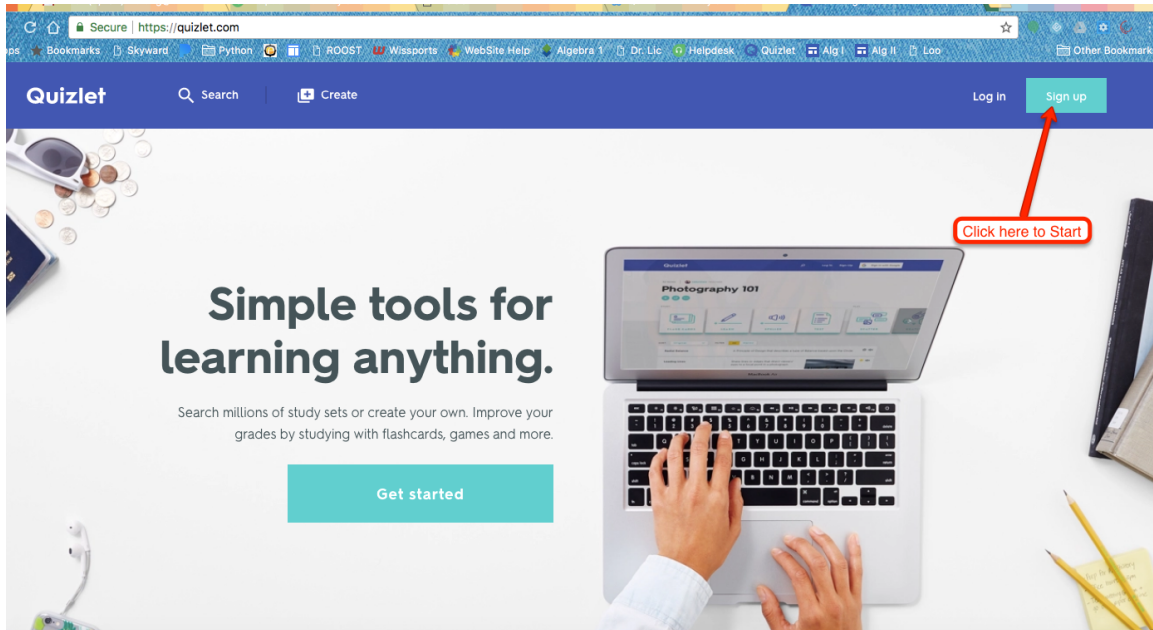 Secure | https://quizlet.com
Bookmarks Skyward Python ROOST Wissports WebSite Help Algebra 1 Dr. Lic Helpdesk Quizlet Alg I Alg II Loo Other Bookmark
Quizlet Search Create Log in Sign up
Click here to Start
Quizlet
Photography 101
Simple tools for
learning anything.
Search millions of study sets or create your own. Improve your
grades by studying with flashcards, games and more.
Get started